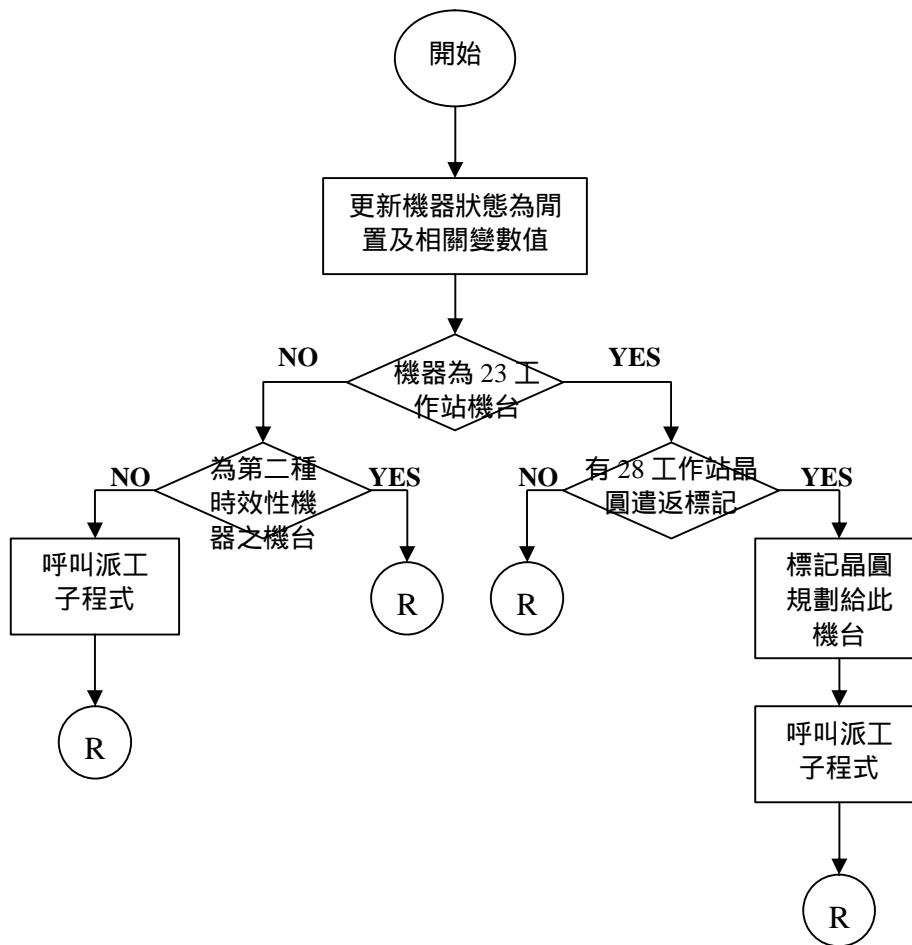 開始
更新機器狀態為閒
置及相關變數值
NO
YES
機器為 23 工
作站機台
NO
為第二種
時效性機
器之機台
YES
NO
有 28 工作站晶
圓遣返標記
YES
呼叫派工
子程式
R
R
標記晶圓
規劃給此
機台
R
呼叫派工
子程式
R